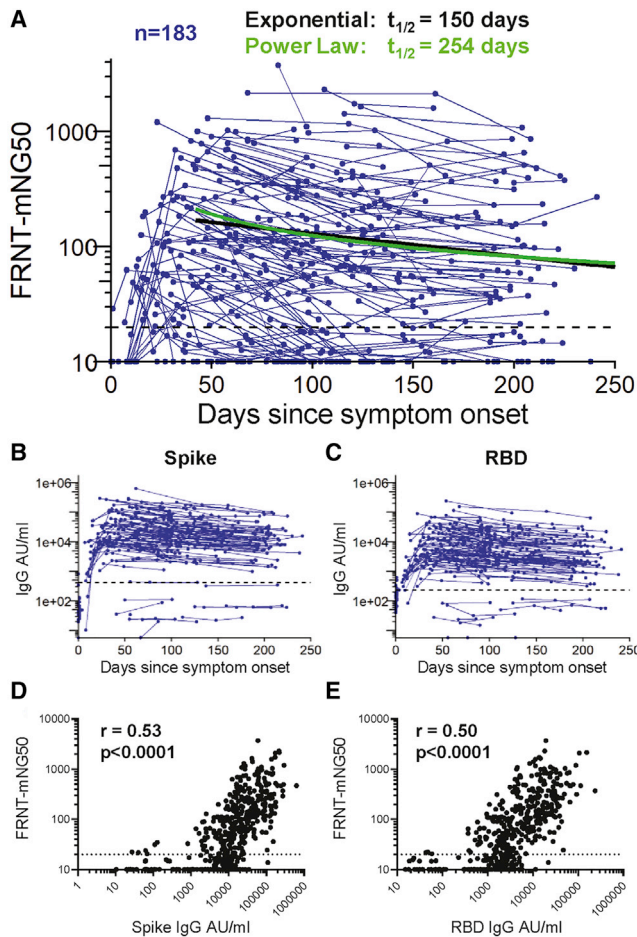 A
n=183
Exponential: t1/2 = 150 days
Power Law: t1/2 = 254 days
FRNT-mNG50
1000
100
10
0 50 100 150 200 250
Days since symptom onset
B
Spike
IgG AU/ml
1e+06
1e+04
1e+02
0 50 100 150 200 250
Days since symptom onset
C
RBD
IgG AU/ml
1e+06
1e+04
1e+02
0 50 100 150 200 250
Days since symptom onset
D
r = 0.53
p<0.0001
FRNT-mNG50
10000
1000
100
10
1 10 100 1000 10000 100000 1000000
Spike IgG AU/ml
E
r = 0.50
p<0.0001
FRNT-mNG50
10000
1000
100
10
10 100 1000 10000 100000 1000000
RBD IgG AU/ml